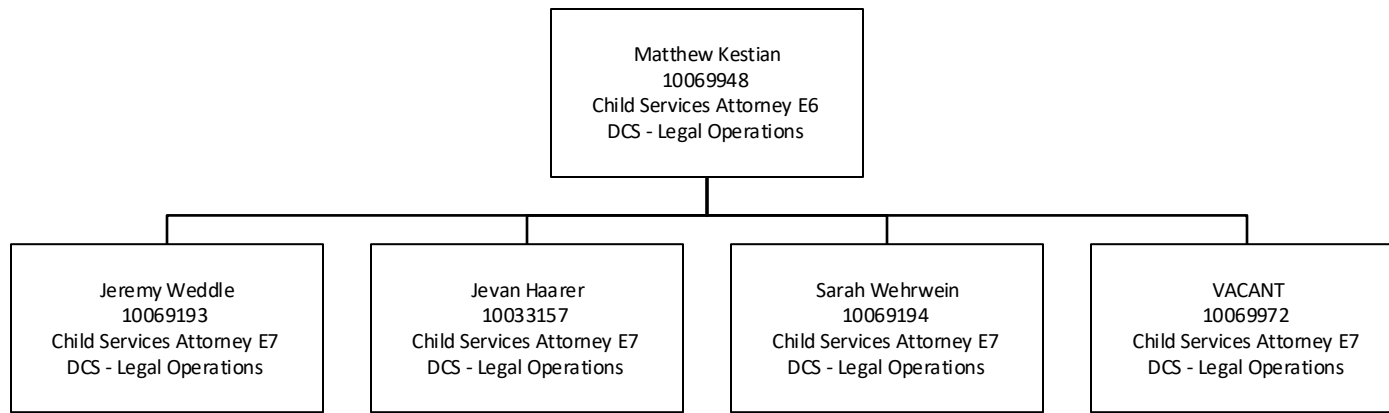 Matthew Kestian
10069948
Child Services Attorney E6
DCS - Legal Operations
Jeremy Weddle
10069193
Child Services Attorney E7
DCS - Legal Operations
Jevan Haarer
10033157
Child Services Attorney E7
DCS - Legal Operations
Sarah Wehrwein
10069194
Child Services Attorney E7
DCS - Legal Operations
VACANT
10069972
Child Services Attorney E7
DCS - Legal Operations